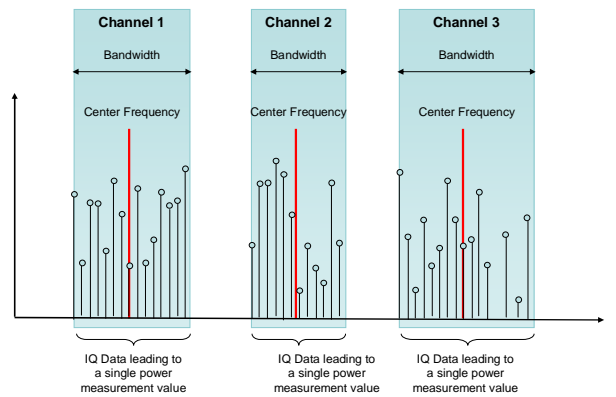 Channel 1
Bandwidth
Center Frequency
IQ Data leading to
a single power
measurement value
Channel 2
Bandwidth
Center Frequency
IQ Data leading to
a single power
measurement value
Channel 3
Bandwidth
Center Frequency
IQ Data leading to
a single power
measurement value